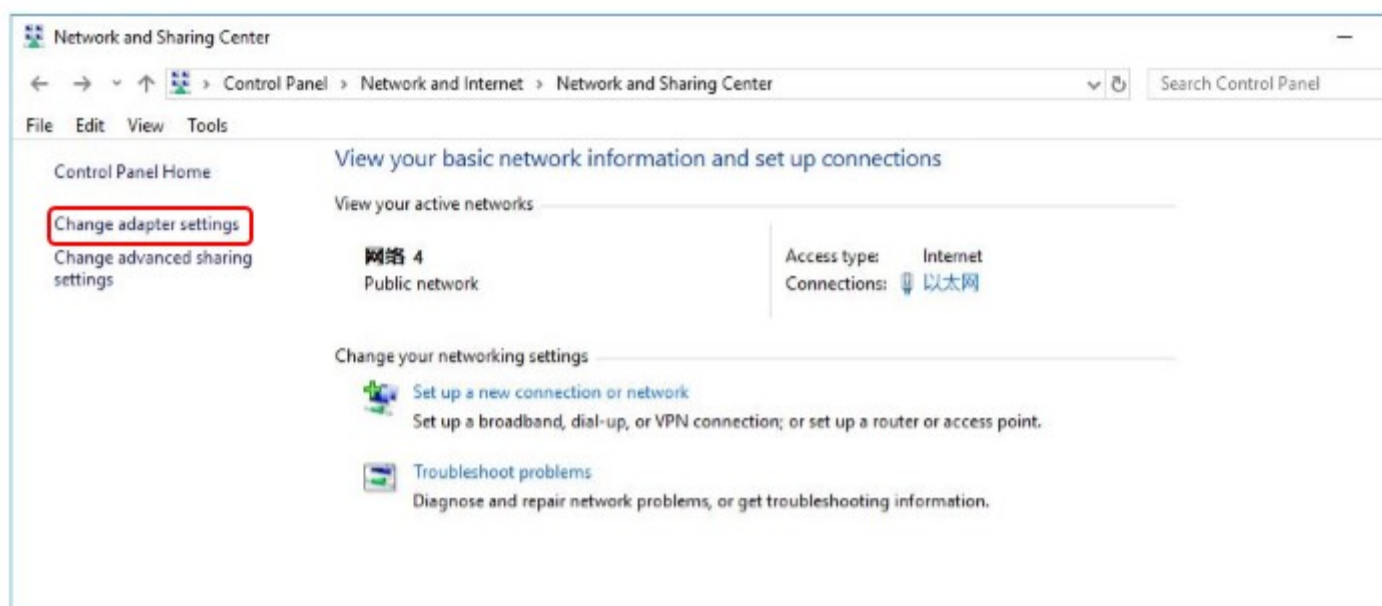 Network and Sharing Center
Control Panel > Network and Internet > Network and Sharing Center
Search Control Panel
File Edit View Tools
Control Panel Home
Change adapter settings
Change advanced sharing
settings
View your basic network information and set up connections
View your active networks
网络 4
Public network
Access type: Internet
Connections: 以太网
Change your networking settings
Set up a new connection or network
Set up a broadband, dial-up, or VPN connection; or set up a router or access point.
Troubleshoot problems
Diagnose and repair network problems, or get troubleshooting information.